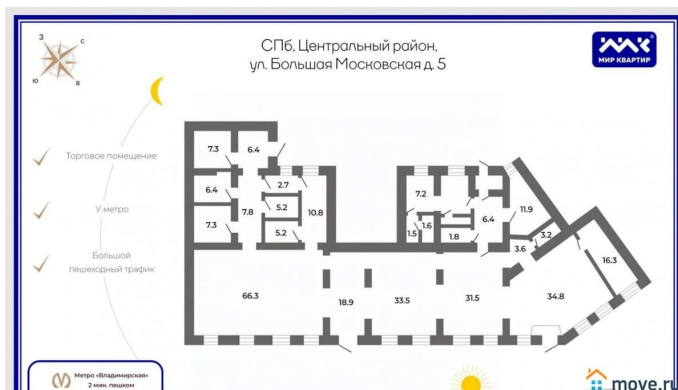 З
с
ю
в
СПб, Центральный район,
ул. Большая Московская д. 5
МИР КВАРТИР
Торговое помещение
У метро
Большой
пешеходный трафик
7.3
6.4
6.4
7.3
7.8
2.7
5.2
5.2
10.8
7.2
1.5
1.6
1.8
6.4
11.9
3.6
3.2
16.3
66.3
18.9
33.5
31.5
34.8
Метро «Владимирская»
2 мин. пешком
move.ru